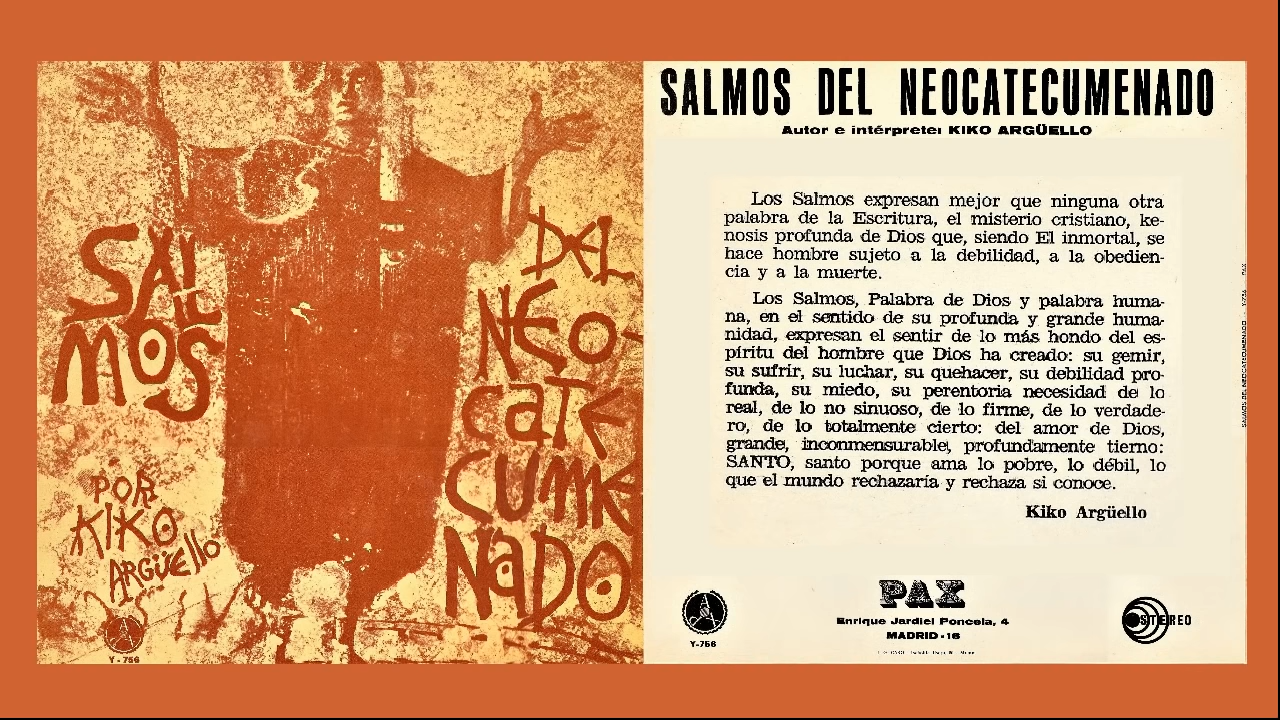 SAL
MOS
DEL
NEO-
CATE
CUME
NADO
POR
KIKO
ARGÜELLO
Y - 756
SALMOS DEL NEOCATECUMENADO
Autor e intérprete: KIKO ARGÜELLO
Los Salmos expresan mejor que ninguna otra
palabra de la Escritura, el misterio cristiano, ke-
nosis profunda de Dios que, siendo El inmortal, se
hace hombre sujeto a la debilidad, a la obedien-
cia y a la muerte.
Los Salmos, Palabra de Dios y palabra huma-
na, en el sentido de su profunda y grande huma-
nidad, expresan el sentir de lo más hondo del es-
píritu del hombre que Dios ha creado: su gemir,
su sufrir, su luchar, su quehacer, su debilidad pro-
funda, su miedo, su perentoria necesidad de lo
real, de lo no sinuoso, de lo firme, de lo verdade-
ro, de lo totalmente cierto: del amor de Dios,
grande, inconmensurable, profundamente tierno:
SANTO, santo porque ama lo pobre, lo débil, lo
que el mundo rechazaría y rechaza si conoce.
Kiko Argüello
Y-756
PAX
Enrique Jardiel Poncela, 4
MADRID - 16
STEREO
SALMOS DEL NEOCATECUMENADO Y-756 PAX